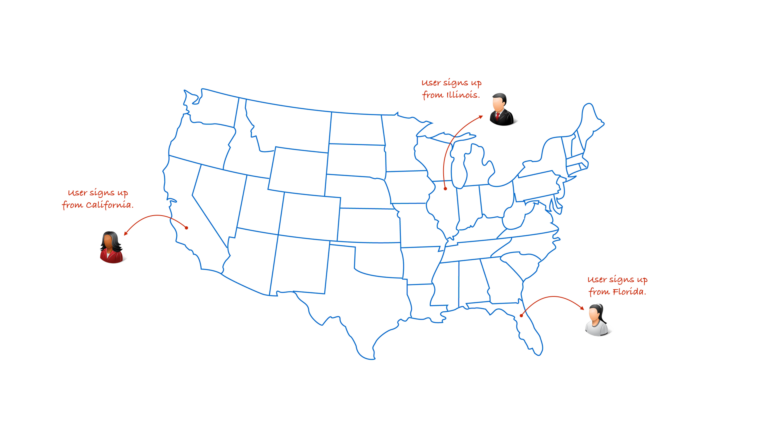 User signs up
from Illinois.
User signs up
from California.
User signs up
from Florida.